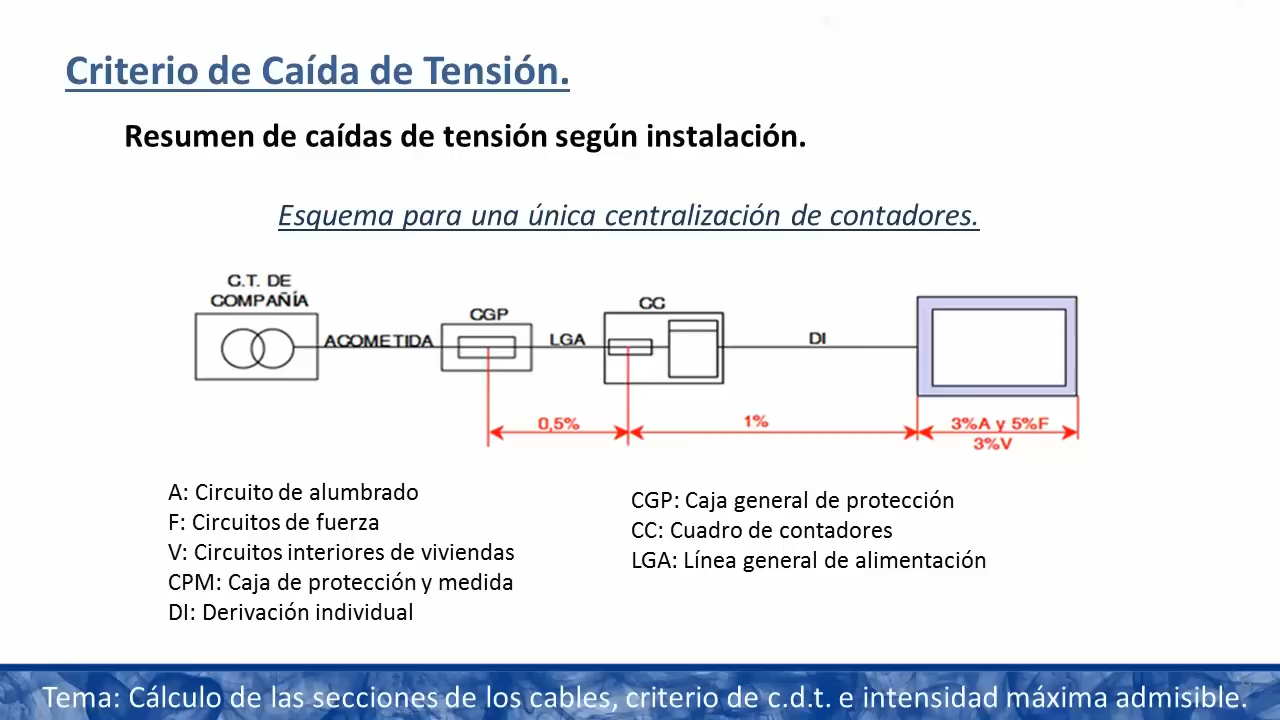 Criterio de Caída de Tensión.
Resumen de caídas de tensión según instalación.
Esquema para una única centralización de contadores.
C.T. DE
COMPAÑÍA
ACOMETIDA
CGP
LGA
CC
DI
0,5%
1%
3%A y 5%F
3%V
A: Circuito de alumbrado
F: Circuitos de fuerza
V: Circuitos interiores de viviendas
CPM: Caja de protección y medida
DI: Derivación individual
CGP: Caja general de protección
CC: Cuadro de contadores
LGA: Línea general de alimentación
Tema: Cálculo de las secciones de los cables, criterio de c.d.t. e intensidad máxima admisible.